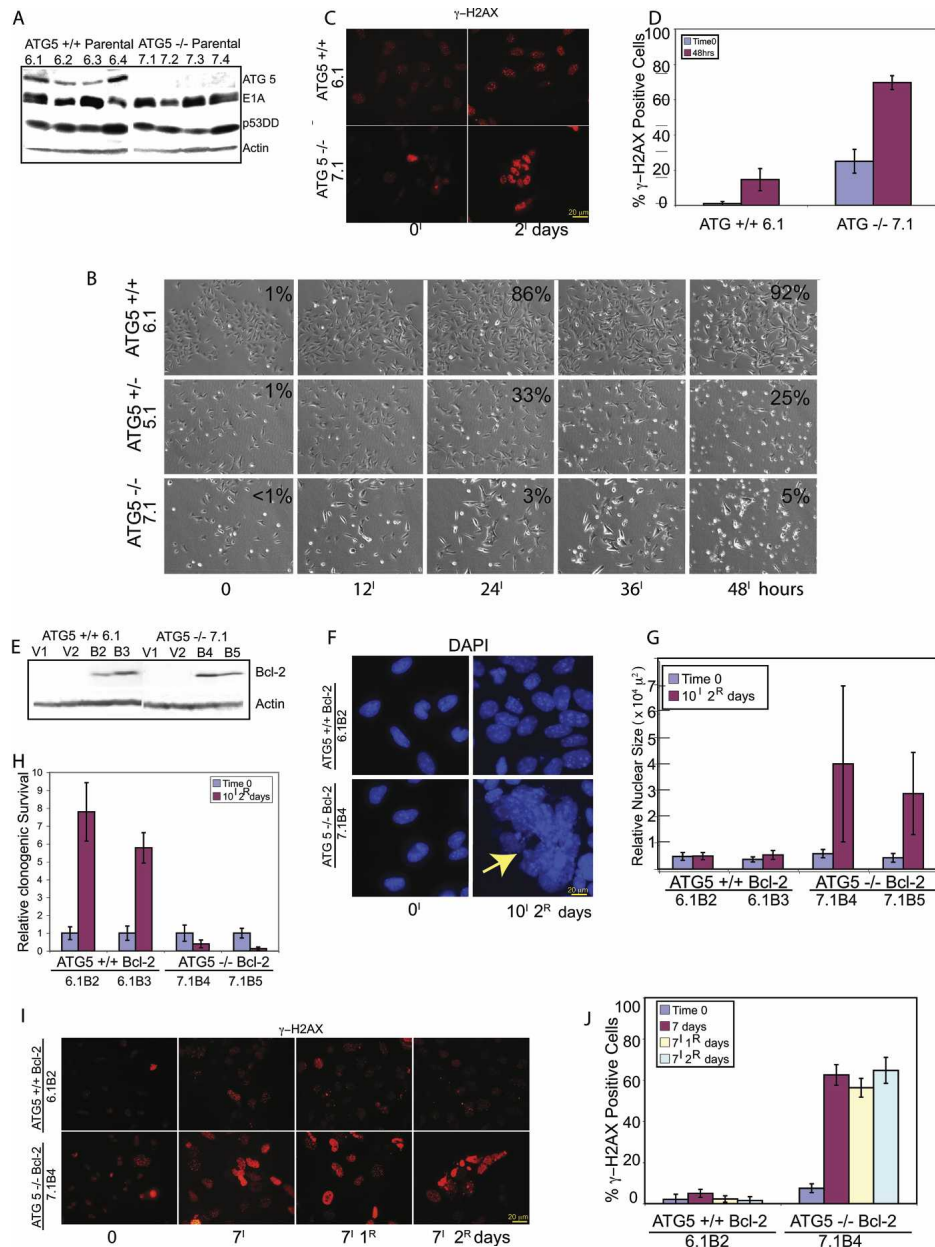 A
ATG5 +/+ Parental ATG5 -/- Parental
6.1 6.2 6.3 6.4 7.1 7.2 7.3 7.4
ATG 5
E1A
p53DD
Actin
C
γ-H2AX
ATG5 +/+
6.1
ATG 5 -/-
7.1
20 µm
0ᴵ 2ᴵ days
D
% γ-H2AX Positive Cells
Time0
48hrs
100
80
60
40
20
0
ATG +/+ 6.1 ATG -/- 7.1
B
ATG5 +/+
6.1
1% 86% 92%
ATG5 +/-
5.1
1% 33% 25%
ATG5 -/-
7.1
<1% 3% 5%
0 12ᴵ 24ᴵ 36ᴵ 48ᴵ hours
E
ATG5 +/+ 6.1 ATG5 -/- 7.1
V1 V2 B2 B3 V1 V2 B4 B5
Bcl-2
Actin
F
DAPI
ATG5 +/+ Bcl-2
6.1B2
ATG 5 -/- Bcl-2
7.1B4
20 µm
0ᴵ 10ᴵ 2ᴿ days
G
Relative Nuclear Size ( x 10⁴ µ²)
Time 0
10ᴵ 2ᴿ days
7
6
5
4
3
2
1
ATG5 +/+ Bcl-2 ATG5 -/- Bcl-2
6.1B2 6.1B3 7.1B4 7.1B5
H
Relative clonogenic Survival
Time 0
10ᴵ 2ᴿ days
10
9
8
7
6
5
4
3
2
1
0
ATG5 +/+ Bcl-2 ATG5 -/- Bcl-2
6.1B2 6.1B3 7.1B4 7.1B5
I
γ-H2AX
ATG5 +/+ Bcl-2
6.1B2
ATG 5 -/- Bcl-2
7.1B4
20 µm
0 7ᴵ 7ᴵ 1ᴿ 7ᴵ 2ᴿ days
J
% γ-H2AX Positive Cells
Time 0
7 days
7ᴵ 1ᴿ days
7ᴵ 2ᴿ days
100
80
60
40
20
0
ATG5 +/+ Bcl-2 ATG5 -/- Bcl-2
6.1B2 7.1B4